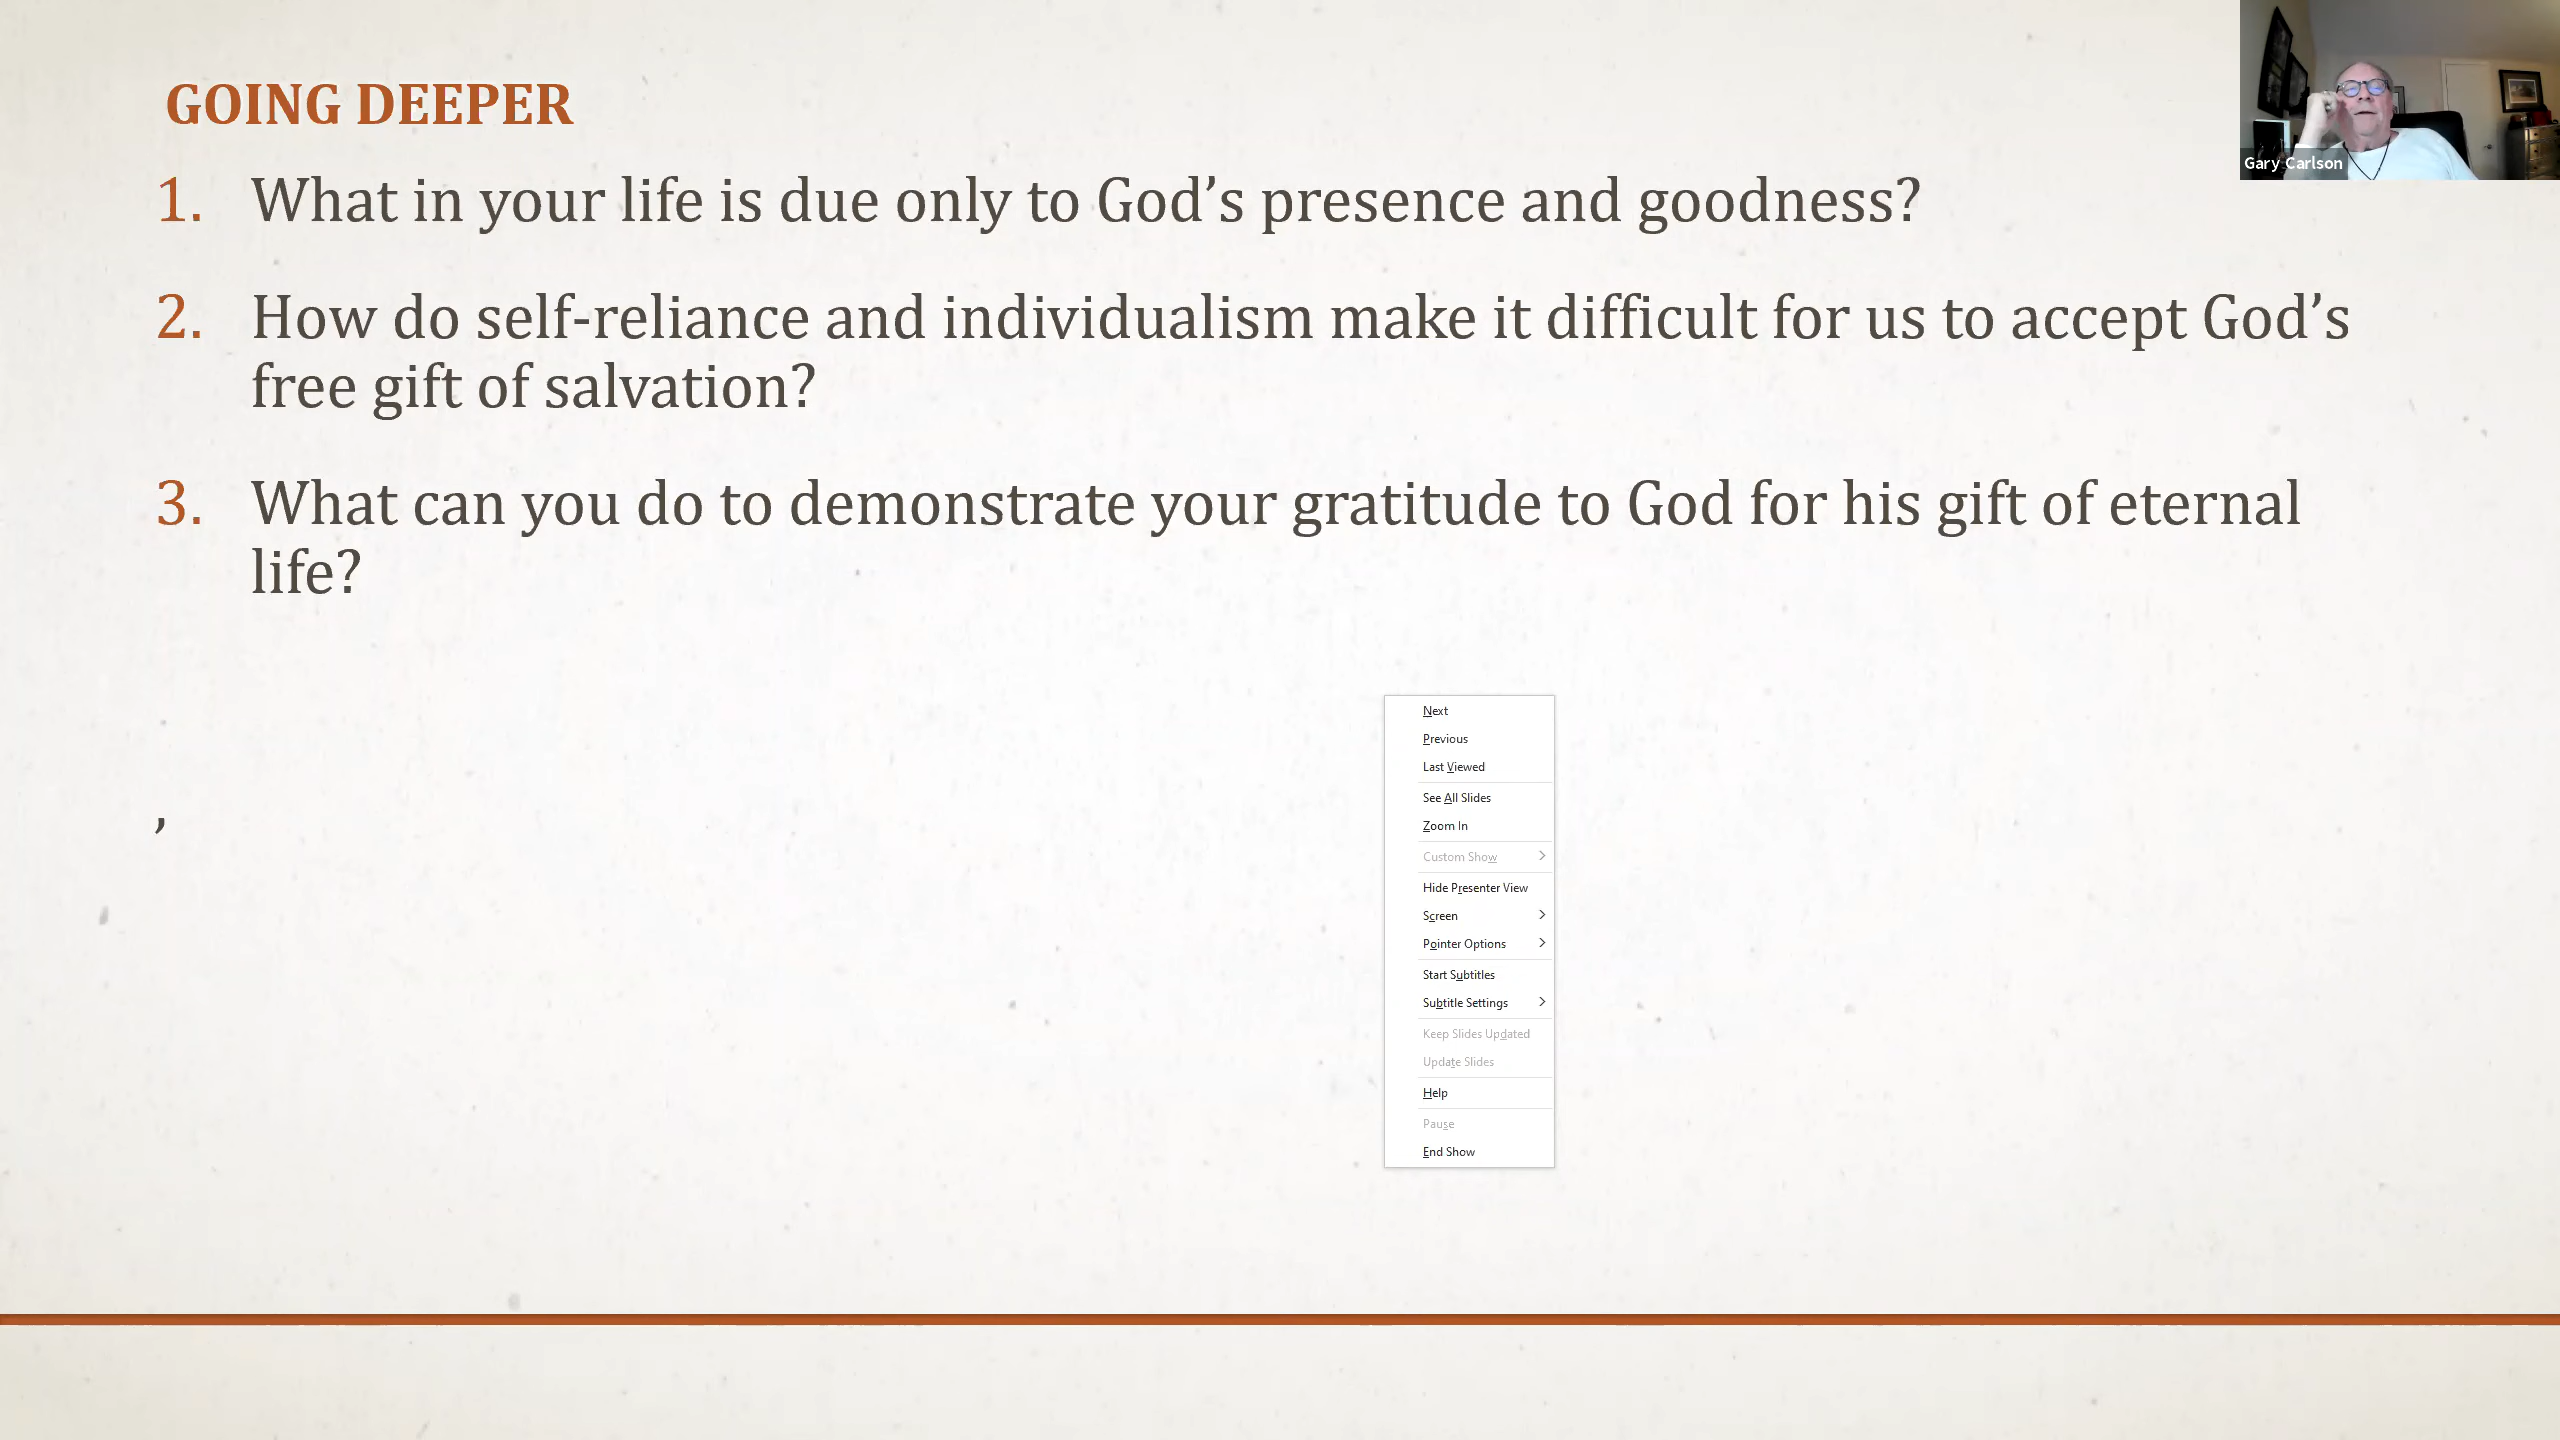 GOING DEEPER
1. What in your life is due only to God’s presence and goodness?
2. How do self-reliance and individualism make it difficult for us to accept God’s
free gift of salvation?
3. What can you do to demonstrate your gratitude to God for his gift of eternal
life?
,
Gary Carlson
Next
Previous
Last Viewed
See All Slides
Zoom In
Custom Show
Hide Presenter View
Screen
Pointer Options
Start Subtitles
Subtitle Settings
Keep Slides Updated
Update Slides
Help
Pause
End Show